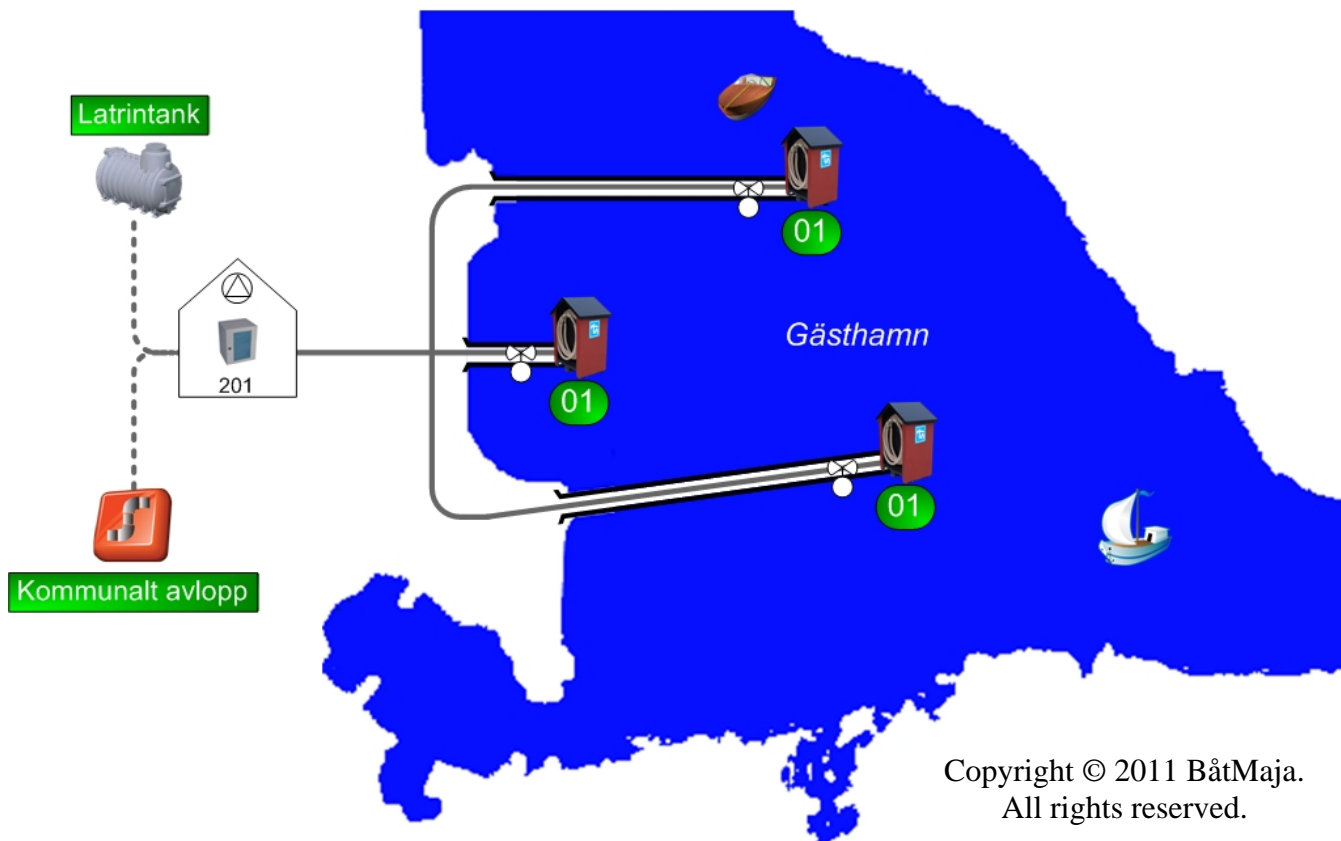 Latrintank
01
Gästhamn
201
01
01
Kommunalt avlopp
Copyright © 2011 BåtMaja.
All rights reserved.